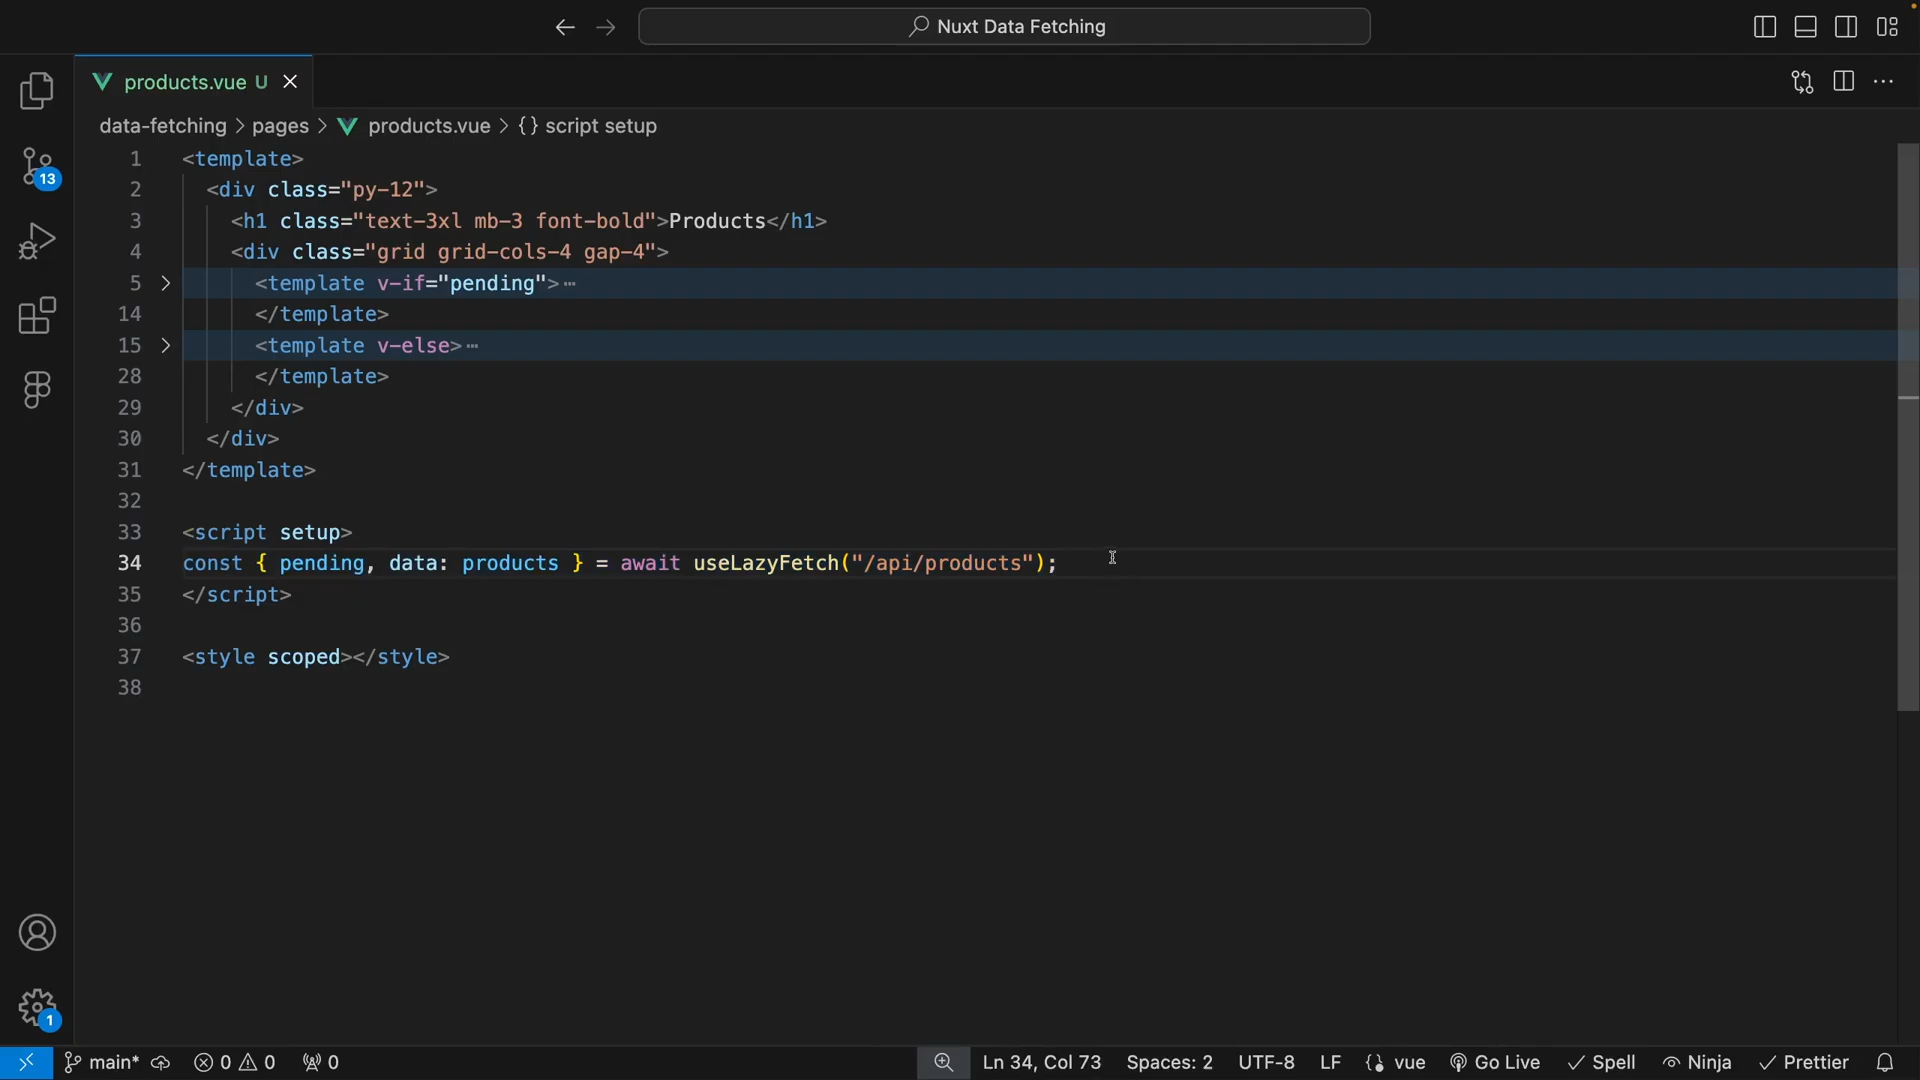 Nuxt Data Fetching
products.vue U
data-fetching > pages > products.vue > {} script setup
1 <template>
2 <div class="py-12">
3 <h1 class="text-3xl mb-3 font-bold">Products</h1>
4 <div class="grid grid-cols-4 gap-4">
5 <template v-if="pending">⋯
14 </template>
15 <template v-else>⋯
28 </template>
29 </div>
30 </div>
31 </template>
32
33 <script setup>
34 const { pending, data: products } = await useLazyFetch("/api/products");
35 </script>
36
37 <style scoped></style>
38
13
1
main* 0 0 0 Ln 34, Col 73 Spaces: 2 UTF-8 LF {} vue Go Live Spell Ninja Prettier